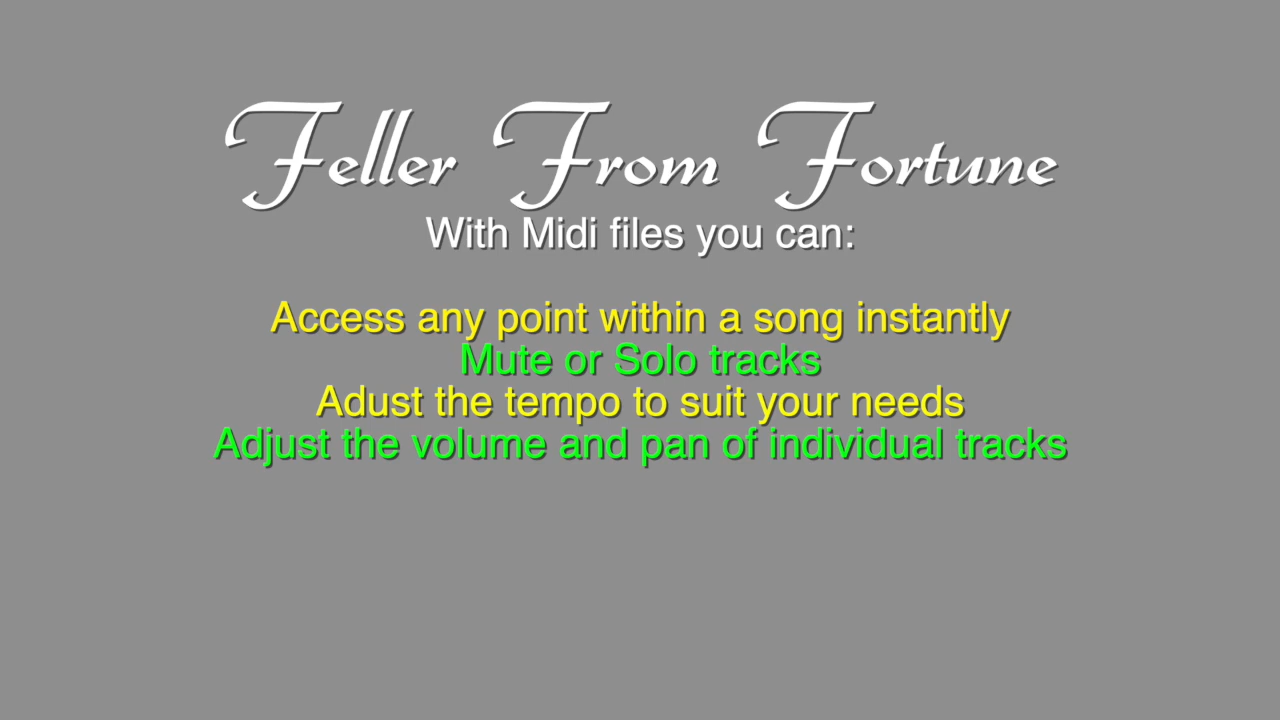 Feller From Fortune
With Midi files you can:
Access any point within a song instantly
Mute or Solo tracks
Adust the tempo to suit your needs
Adjust the volume and pan of individual tracks